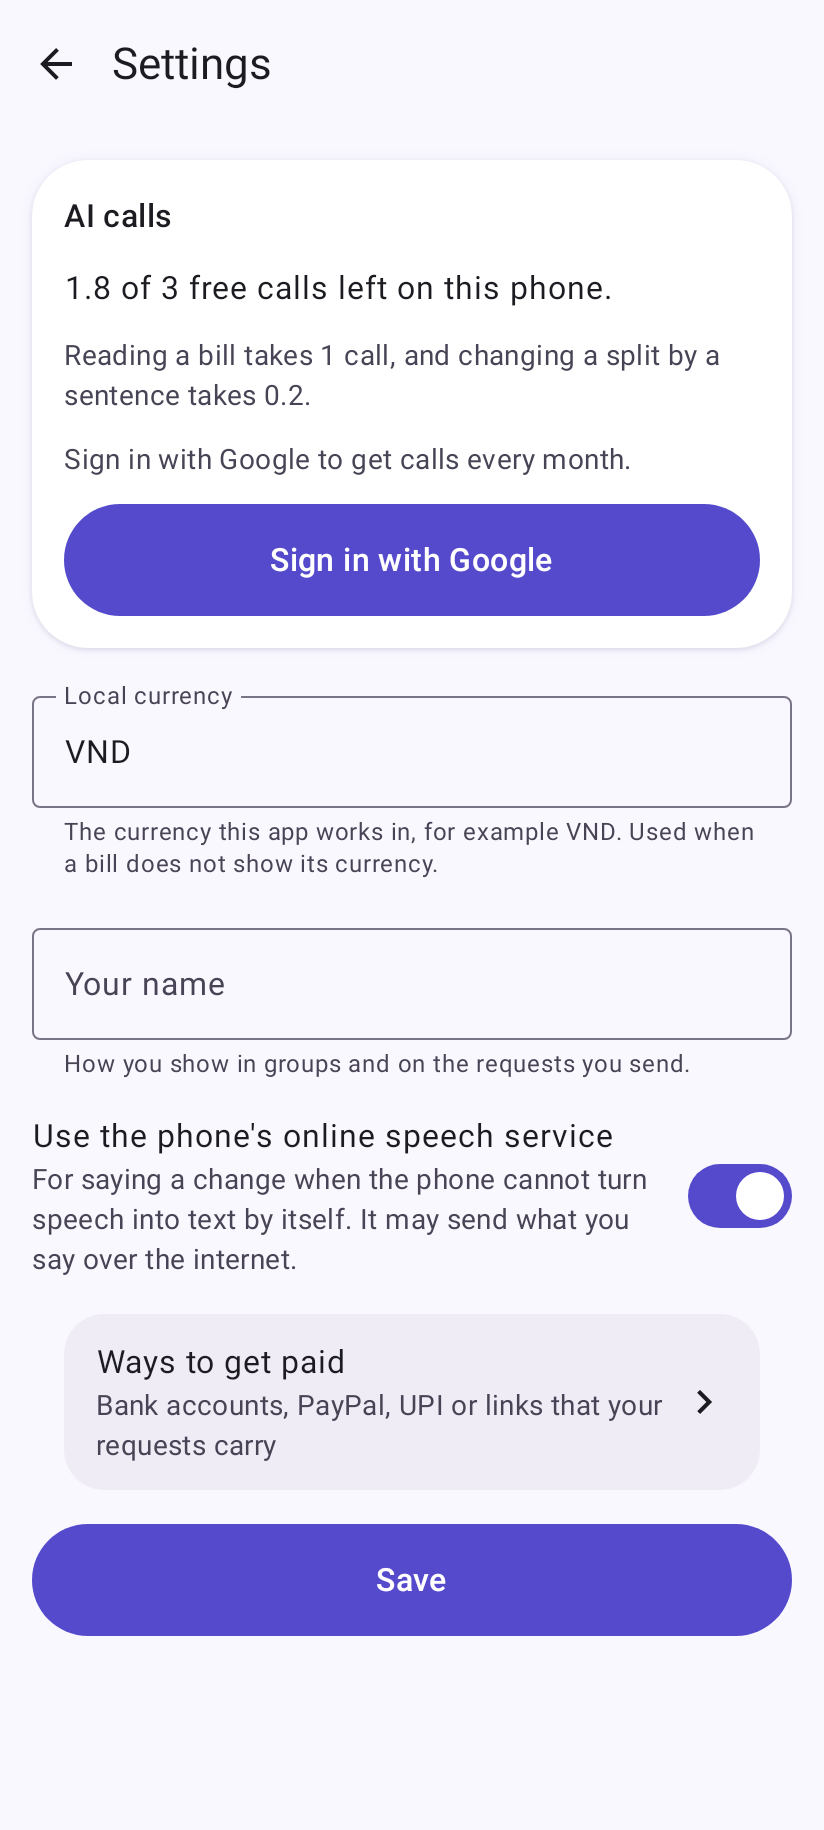 Settings
AI calls
1.8 of 3 free calls left on this phone.
Reading a bill takes 1 call, and changing a split by a
sentence takes 0.2.
Sign in with Google to get calls every month.
Sign in with Google
Local currency
VND
The currency this app works in, for example VND. Used when
a bill does not show its currency.
Your name
How you show in groups and on the requests you send.
Use the phone's online speech service
For saying a change when the phone cannot turn
speech into text by itself. It may send what you
say over the internet.
Ways to get paid
Bank accounts, PayPal, UPI or links that your
requests carry
Save